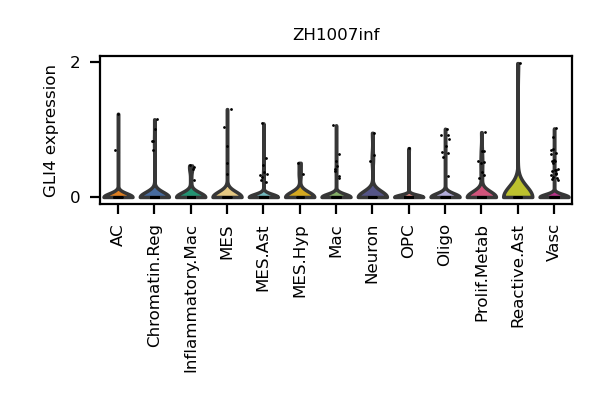 ZH1007inf
GLI4 expression
2
0
AC
Chromatin.Reg
Inflammatory.Mac
MES
MES.Ast
MES.Hyp
Mac
Neuron
OPC
Oligo
Prolif.Metab
Reactive.Ast
Vasc